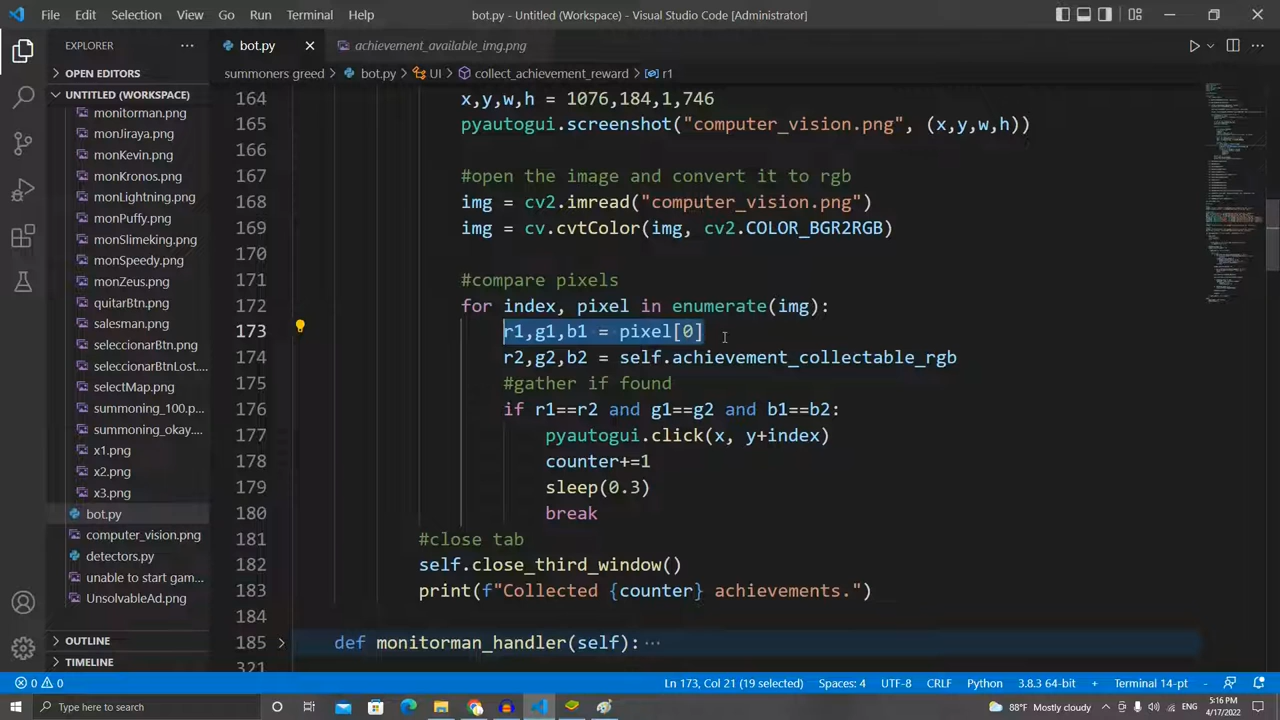 File Edit Selection View Go Run Terminal Help
bot.py - Untitled (Workspace) - Visual Studio Code [Administrator]
EXPLORER
bot.py
achievement_available_img.png
OPEN EDITORS
summoners greed > bot.py > UI > collect_achievement_reward > r1
UNTITLED (WORKSPACE)
monitorman.png
monJiraya.png
monKevin.png
monKronos.png
monLightning.png
monPuffy.png
monSlimeking.png
monSpeedy.png
monZeus.png
quitarBtn.png
salesman.png
seleccionarBtn.png
seleccionarBtnLost....
selectMap.png
summoning_100.p...
summoning_okay....
x1.png
x2.png
x3.png
bot.py
computer_vision.png
detectors.py
unable to start gam...
UnsolvableAd.png
OUTLINE
TIMELINE
164 x,y,w,h = 1076,184,1,746
165 pyautogui.screenshot("computer_vision.png", (x,y,w,h))
166
167 the image and convert to rgb
168 img cv2.imread("computer_vision.png")
169 img cv.cvtColor(img, cv2.COLOR_BGR2RGB)
170
171 #compare pixel
172 for index, pixel in enumerate(img):
173 r1,g1,b1 = pixel[0]
174 r2,g2,b2 = self.achievement_collectable_rgb
175 #gather if found
176 if r1==r2 and g1==g2 and b1==b2:
177 pyautogui.click(x, y+index)
178 counter+=1
179 sleep(0.3)
180 break
181 #close tab
182 self.close_third_window()
183 print(f"Collected {counter} achievements.")
184
185 def monitorman_handler(self): ...
321
0 0 Ln 173, Col 21 (19 selected) Spaces: 4 UTF-8 CRLF Python 3.8.3 64-bit Terminal 14-pt
Type here to search
88°F Mostly cloudy
ENG
5:16 PM
4/17/2022